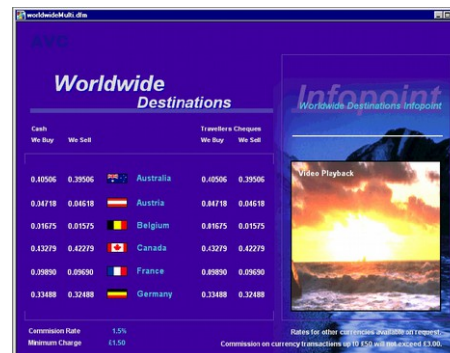 worldwideMulti.dfm
AVC
Worldwide
Destinations
Infopoint
Worldwide Destinations Infopoint
Cash
Travellers Cheques
We Buy We Sell
We Buy We Sell
0.40506 0.39506 Australia 0.40506 0.39506
0.04718 0.04618 Austria 0.04718 0.04618
0.01675 0.01575 Belgium 0.01675 0.01575
0.43279 0.42279 Canada 0.43279 0.42279
0.09890 0.09690 France 0.09890 0.09690
0.33488 0.32488 Germany 0.33488 0.32488
Video Playback
Commision Rate 1.5%
Minimum Charge £1.50
Rates for other currencies available on request.
Commission on currency transactions up to £50 will not exceed £3.00.